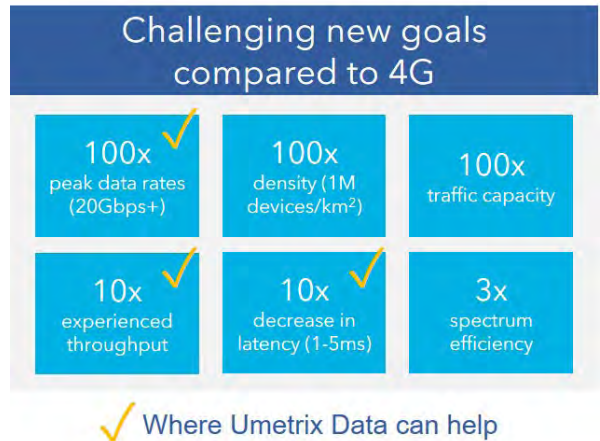 Challenging new goals
compared to 4G
100x
peak data rates
(20Gbps+)
100x
density (1M
devices/km²)
100x
traffic capacity
10x
experienced
throughput
10x
decrease in
latency (1-5ms)
3x
spectrum
efficiency
Where Umetrix Data can help